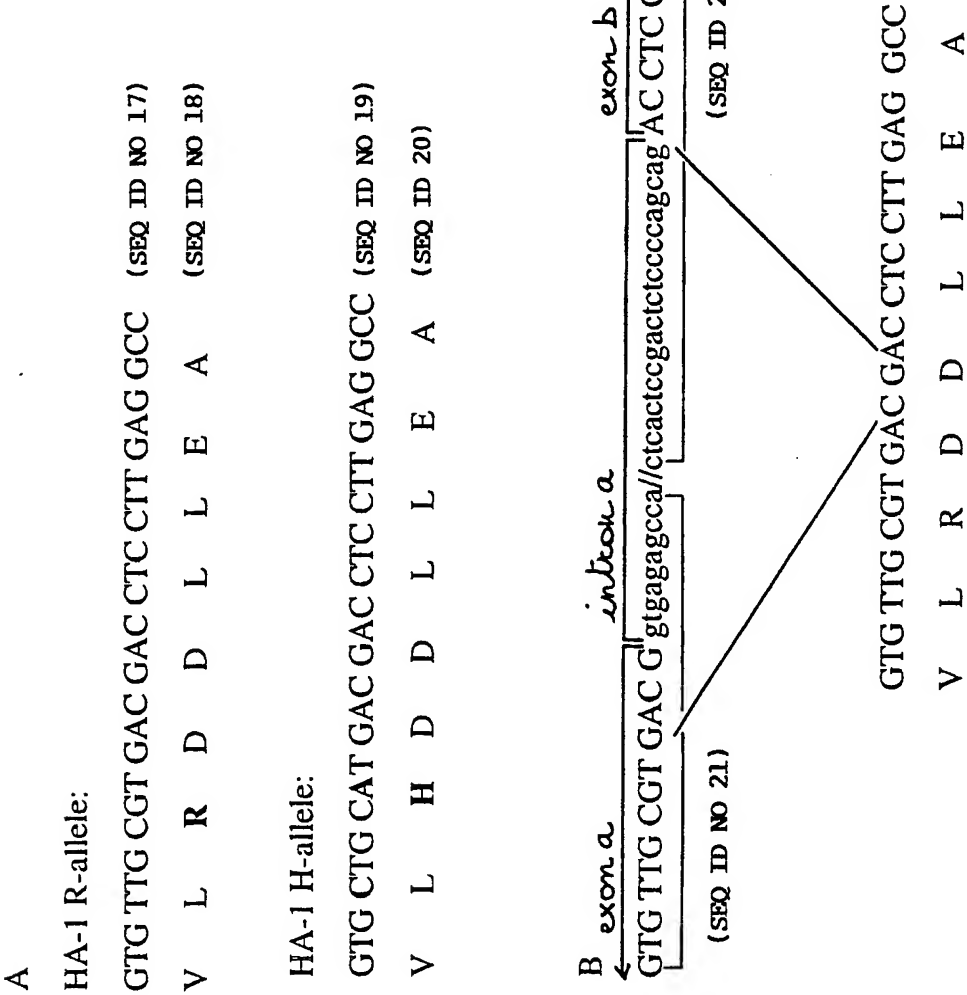 A
HA-1 R-allele:
GTG TTG CGT GAC GAC CTC CTT GAG GCC (SEQ ID NO 17)
V L R D D L L E A (SEQ ID NO 18)
HA-1 H-allele:
GTG CTG CAT GAC GAC CTC CTT GAG GCC (SEQ ID NO 19)
V L H D D L L E A (SEQ ID 20)
B exon a intron a exon b
GTG TTG CGT GAC G gtgagagcca//ctcactccgactctccccagcag AC CTC
(SEQ ID NO 21) (SEQ ID
GTG TTG CGT GAC GAC CTC CTT GAG GCC
V L R D D L L E A